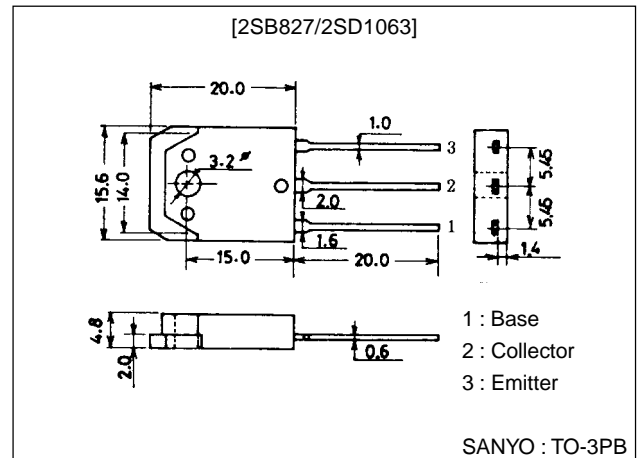 [2SB827/2SD1063]
20.0
1.0
3
3.2ø
15.6
14.0
2
5.45
2.0
5.45
1
1.6
15.0
20.0
1.4
4.8
2.0
0.6
1 : Base
2 : Collector
3 : Emitter
SANYO : TO-3PB